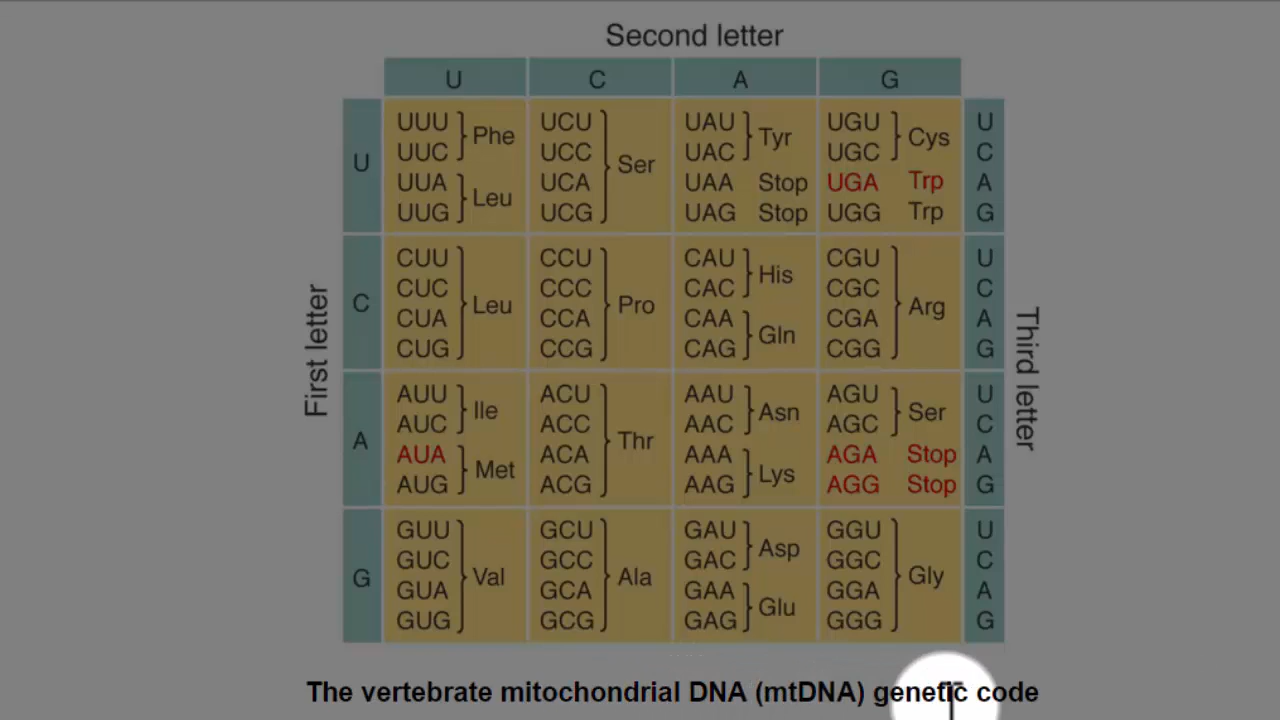 Second letter
U C A G
UUU UCU UAU UGU U
Phe Tyr Cys
UUC UCC UAC UGC C
U Ser
UUA UCA UAA Stop UGA Trp A
Leu
UUG UCG UAG Stop UGG Trp G
CUU CCU CAU CGU U
His
CUC CCC CAC CGC C
C Leu Pro Arg
CUA CCA CAA CGA A
Gln
CUG CCG CAG CGG G
First letter
Third letter
AUU ACU AAU AGU U
Ile Asn Ser
AUC ACC AAC AGC C
A Thr
AUA ACA AAA AGA Stop A
Met Lys
AUG ACG AAG AGG Stop G
GUU GCU GAU GGU U
Asp
GUC GCC GAC GGC C
G Val Ala Gly
GUA GCA GAA GGA A
Glu
GUG GCG GAG GGG G
The vertebrate mitochondrial DNA (mtDNA) genetic code